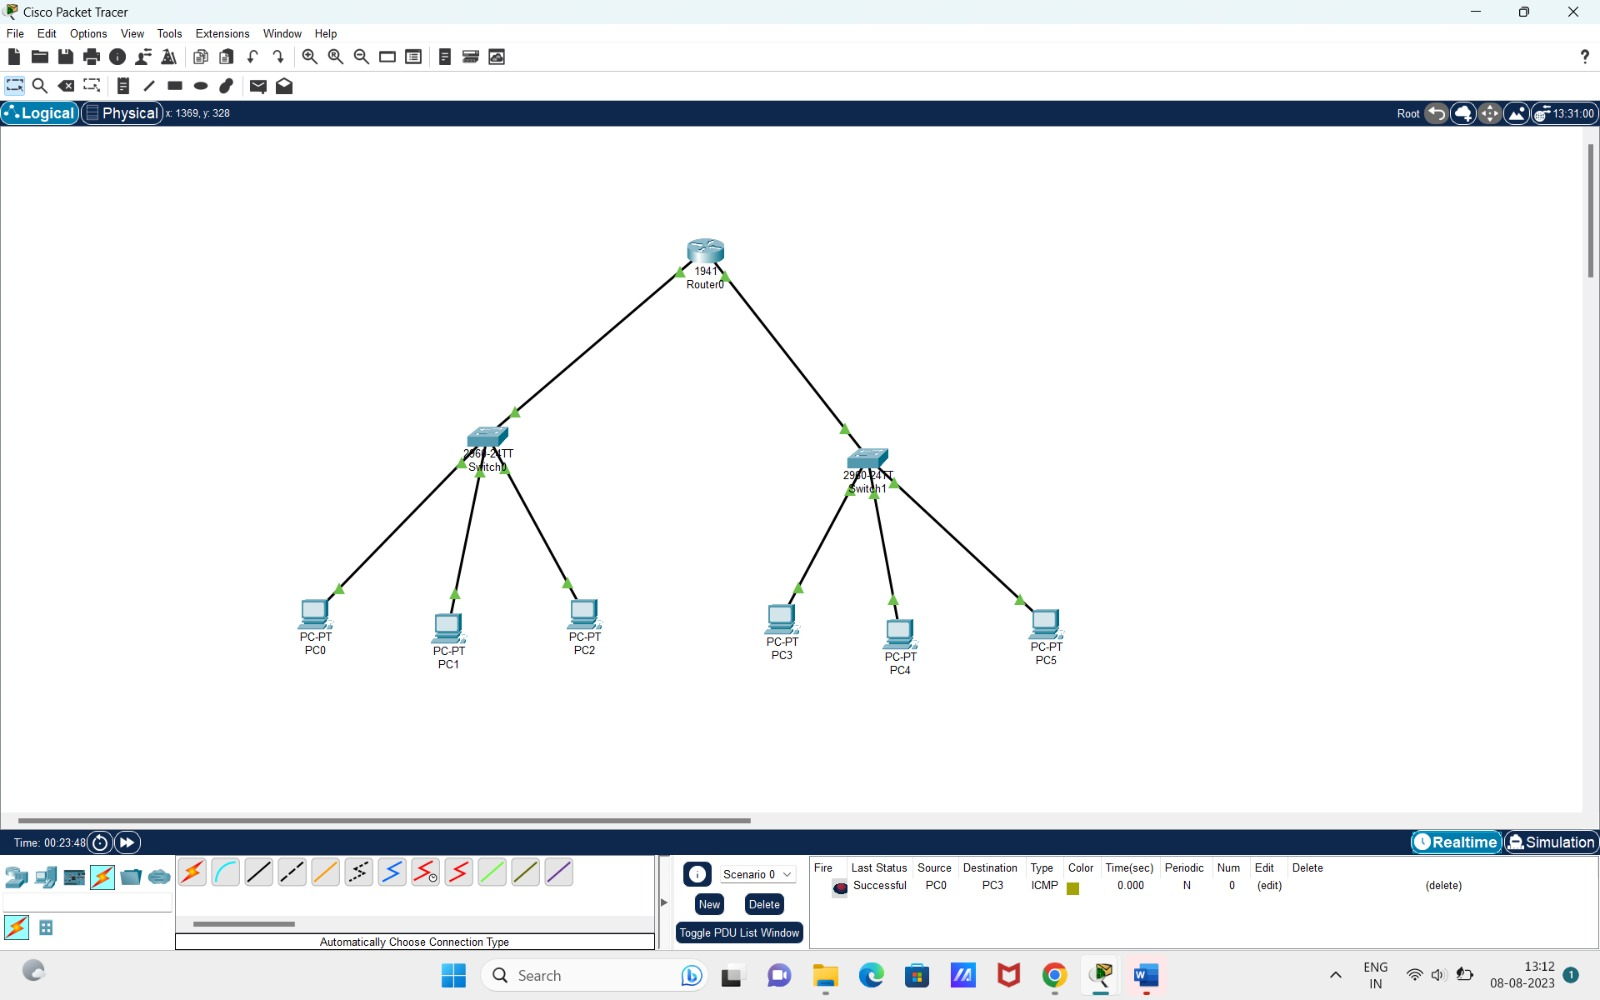 Cisco Packet Tracer
File Edit Options View Tools Extensions Window Help
?
Logical Physical x: 1369, y: 328 Root 13:31:00
1941
Router0
2960-24TT
Switch0
2960-24TT
Switch1
PC-PT
PC0
PC-PT
PC1
PC-PT
PC2
PC-PT
PC3
PC-PT
PC4
PC-PT
PC5
Time: 00:23:48 Realtime Simulation
Scenario 0
New Delete
Toggle PDU List Window
Fire Last Status Source Destination Type Color Time(sec) Periodic Num Edit Delete
Successful PC0 PC3 ICMP 0.000 N 0 (edit) (delete)
Automatically Choose Connection Type
Search
ENG
IN
13:12
08-08-2023
1